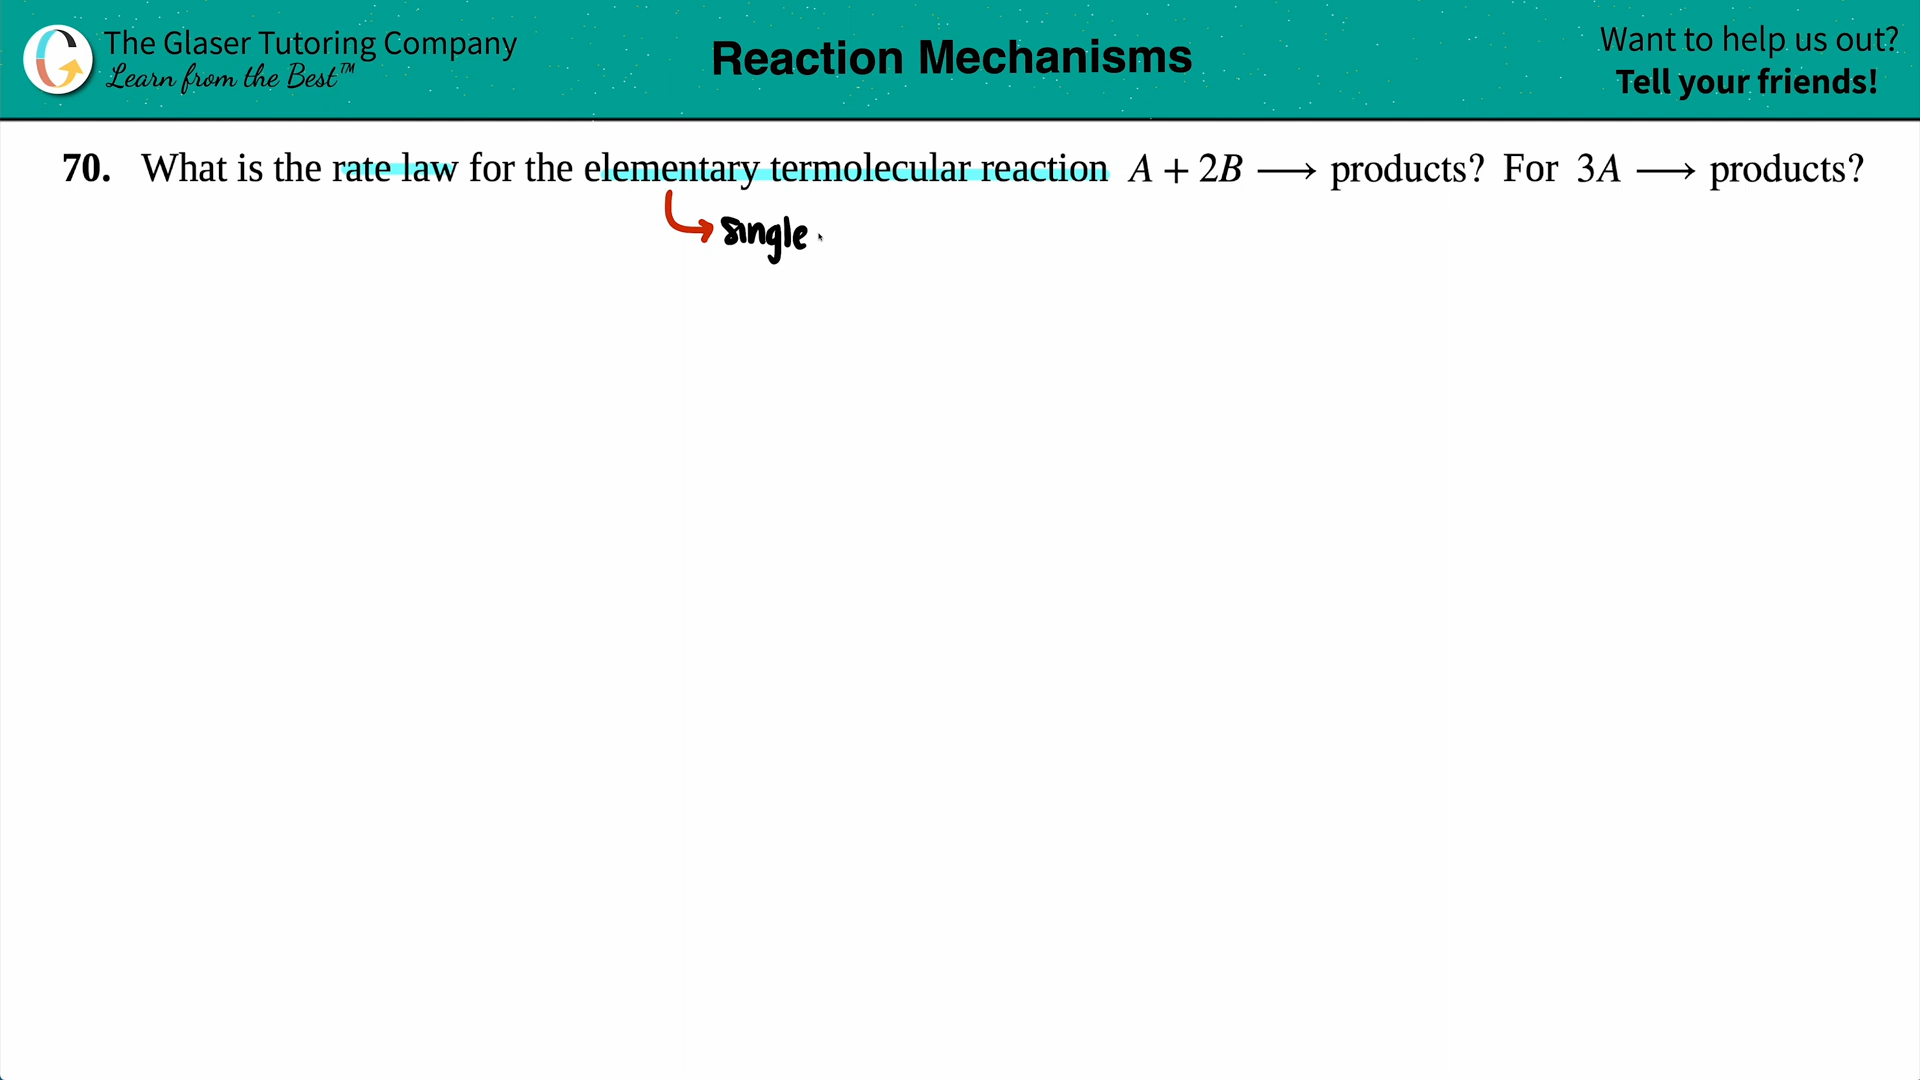 The Glaser Tutoring Company
Learn from the Best™
Reaction Mechanisms
Want to help us out?
Tell your friends!
70. What is the rate law for the elementary termolecular reaction A + 2B ⟶ products? For 3A ⟶ products?
single